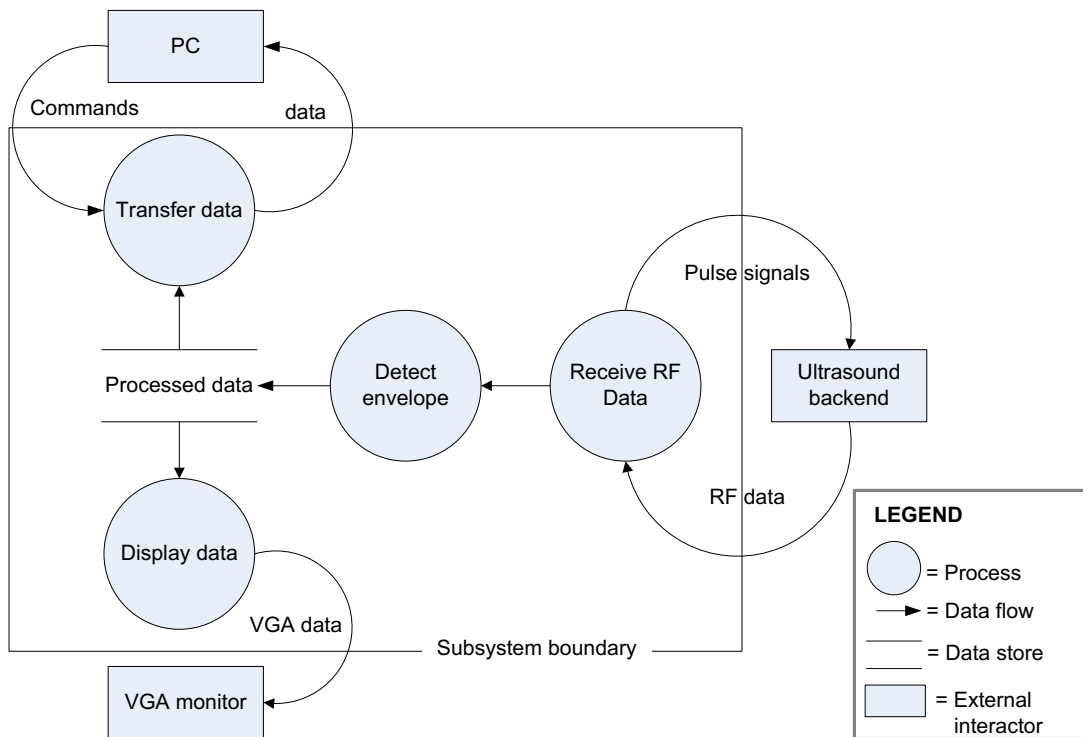 PC
Commands
data
Transfer data
Pulse signals
Processed data
Detect
envelope
Receive RF
Data
Ultrasound
backend
RF data
Display data
VGA data
Subsystem boundary
VGA monitor
LEGEND
= Process
= Data flow
= Data store
= External
interactor